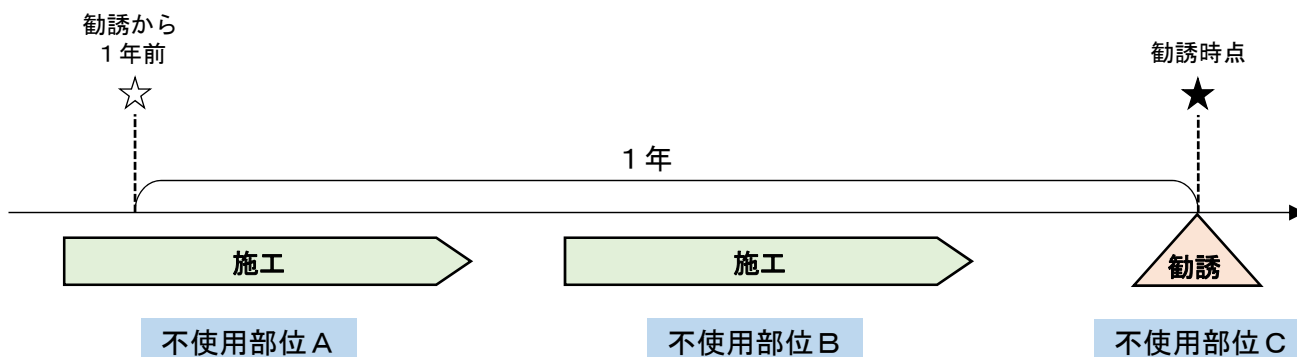 勧誘から
１年前
勧誘時点
１年
施工
施工
勧誘
不使用部位Ａ
不使用部位Ｂ
不使用部位Ｃ